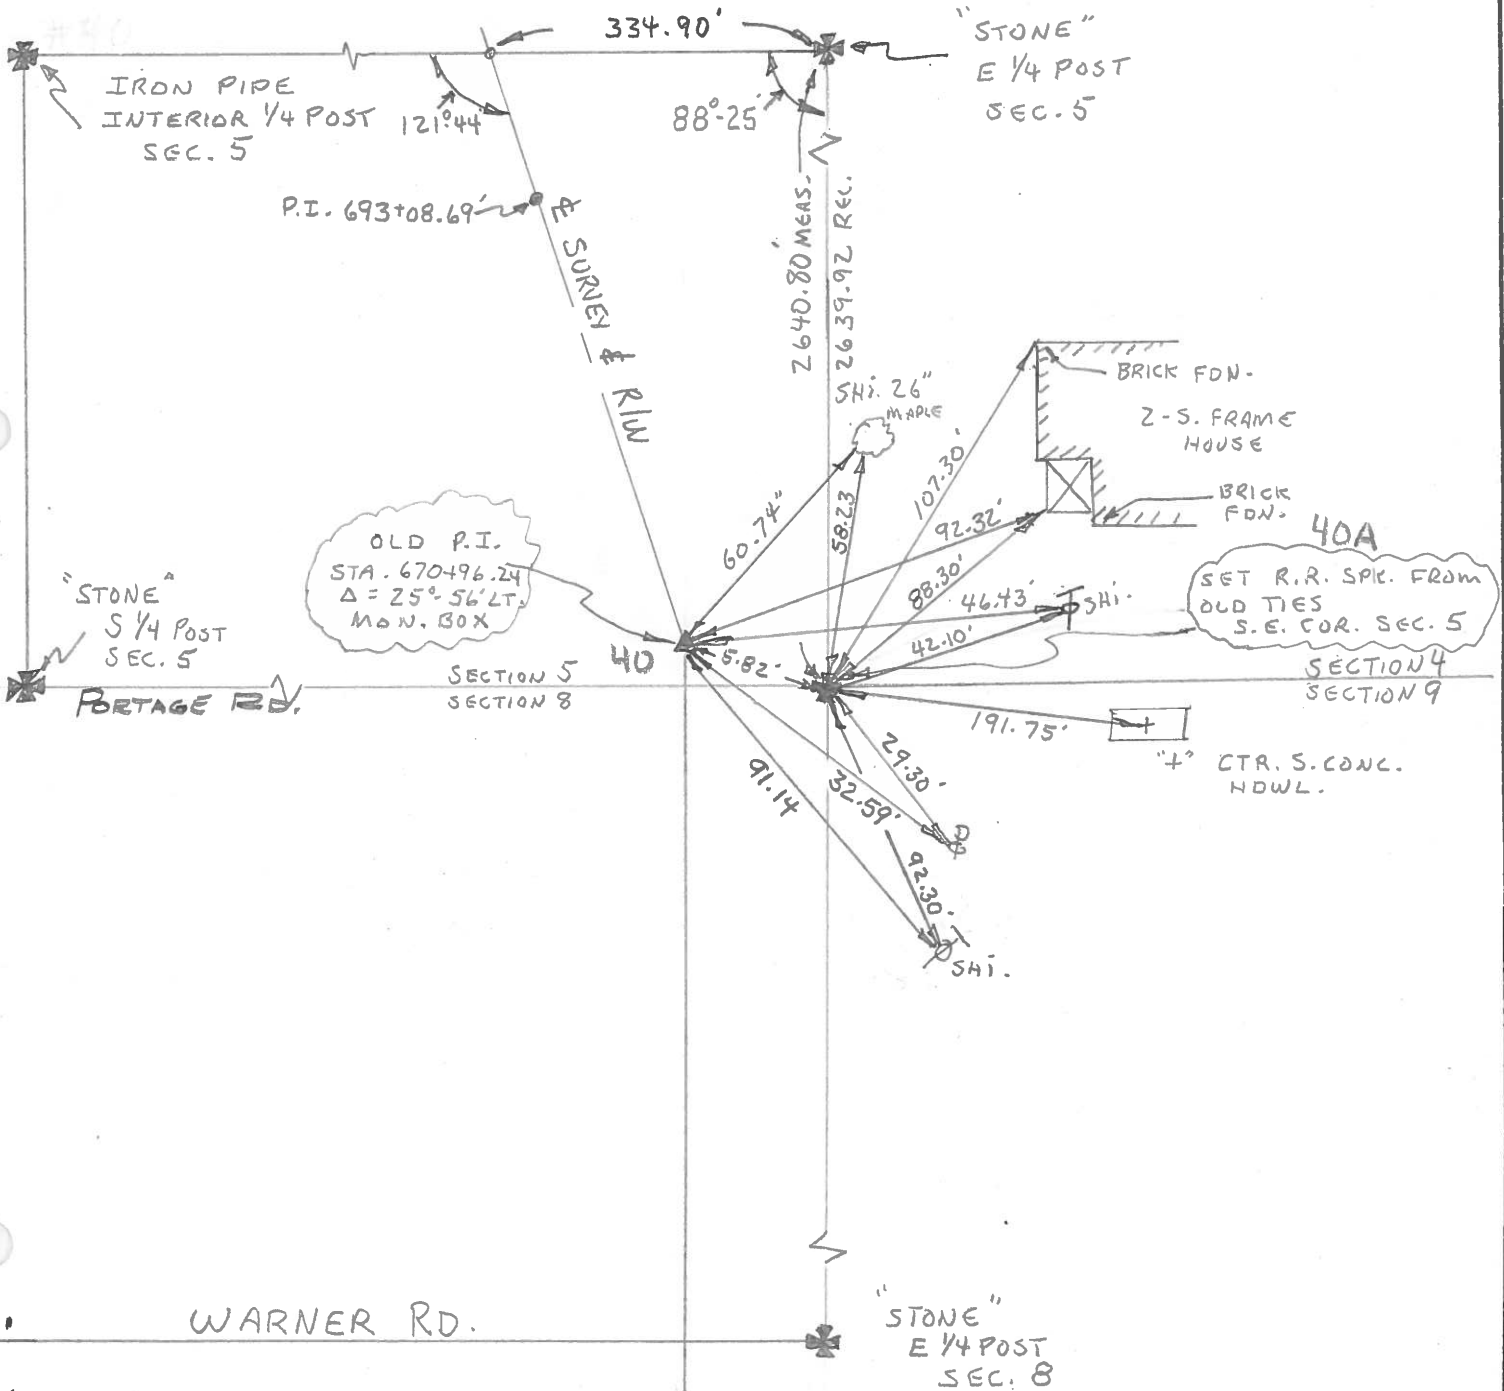 #40
334.90'
"STONE"
E 1/4 POST
SEC. 5
IRON PIPE
INTERIOR 1/4 POST
SEC. 5
121°44'
88°-25'
P.I. 693+08.69'
℄ SURVEY & R/W
2640.80' MEAS.
2639.92 REC.
SHi. 26"
MAPLE
BRICK FDN.
2-S. FRAME
HOUSE
BRICK
FDN.
107.30'
92.32'
60.74"
58.23
88.30'
40A
SET R.R. SPK. FROM
OLD TIES
S.E. COR. SEC. 5
OLD P.I.
STA. 670+96.24
Δ = 25°-56' LT.
MON. BOX
"STONE"
S 1/4 POST
SEC. 5
46.43'
SHi.
42.10'
40
5.82'
SECTION 5
SECTION 8
SECTION 4
SECTION 9
PORTAGE RD.
191.75'
"+" CTR. S. CONC.
HDWL.
29.30'
32.59'
91.14
92.30'
SHi.
WARNER RD.
"STONE"
E 1/4 POST
SEC. 8